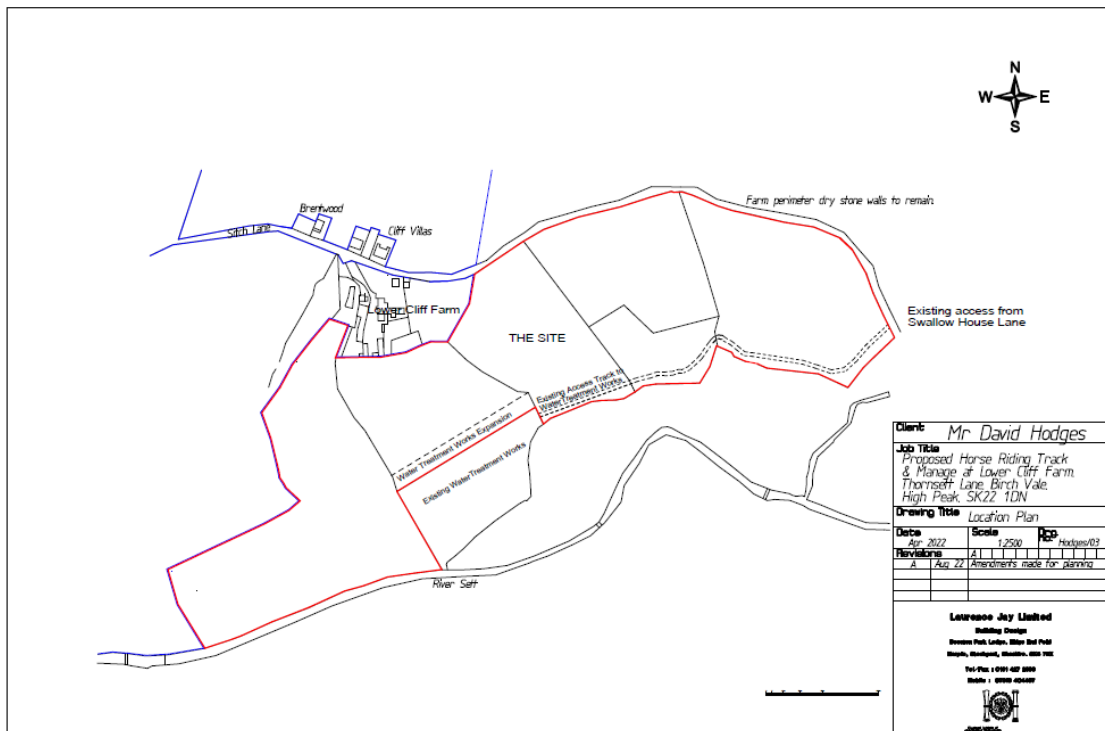 N
W E
S
Brentwood
Sitch Lane
Cliff Villas
Farm perimeter dry stone walls to remain.
Lower Cliff Farm
THE SITE
Existing access from
Swallow House Lane
Existing Access Track to
Water Treatment Works
Water Treatment Works Expansion
Existing Water Treatment Works
River Sett
Client Mr David Hodges
Job Title
Proposed Horse Riding Track
& Manage at Lower Cliff Farm,
Thornsett Lane, Birch Vale,
High Peak, SK22 1DN
Drawing Title Location Plan
Date Scale Drg. No.
Apr 2022 1:2500 Hodges/03
Revisions A
A Aug 22 Amendments made for planning
Laurence Jay Limited
Building Design